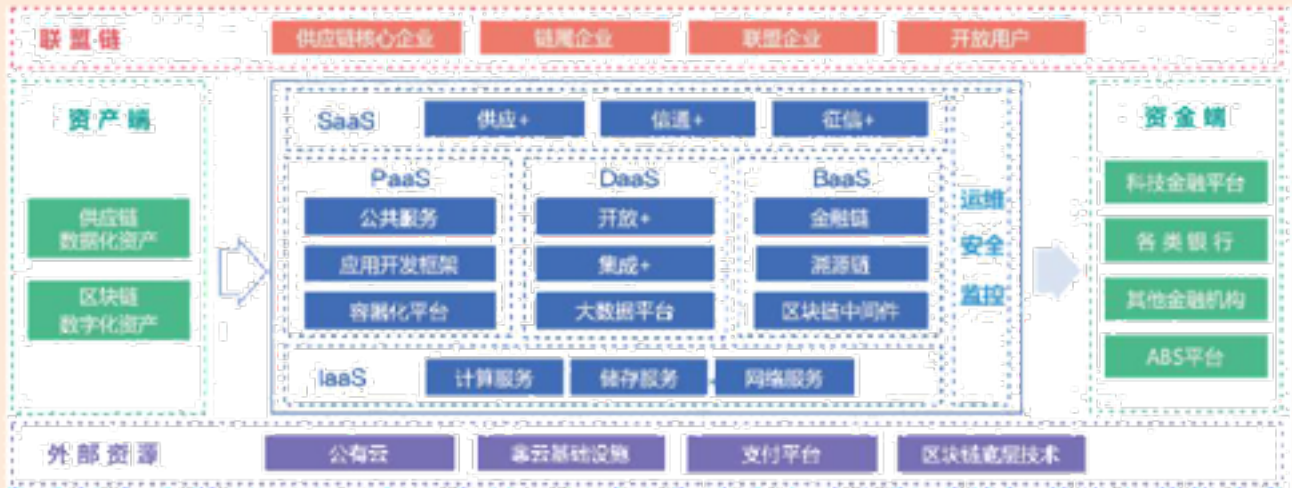 联盟链
供应链核心企业
链属企业
联盟企业
开放用户
资产端
供应链
数据化资产
区块链
数字化资产
SaaS
供应+
信通+
征信+
PaaS
公共服务
应用开发框架
容器化平台
DaaS
开放+
集成+
大数据平台
BaaS
金融链
溯源链
区块链中间件
运维
安全
监控
IaaS
计算服务
储存服务
网络服务
资金端
科技金融平台
各类银行
其他金融机构
ABS平台
外部资源
公有云
云基础设施
支付平台
区块链底层技术